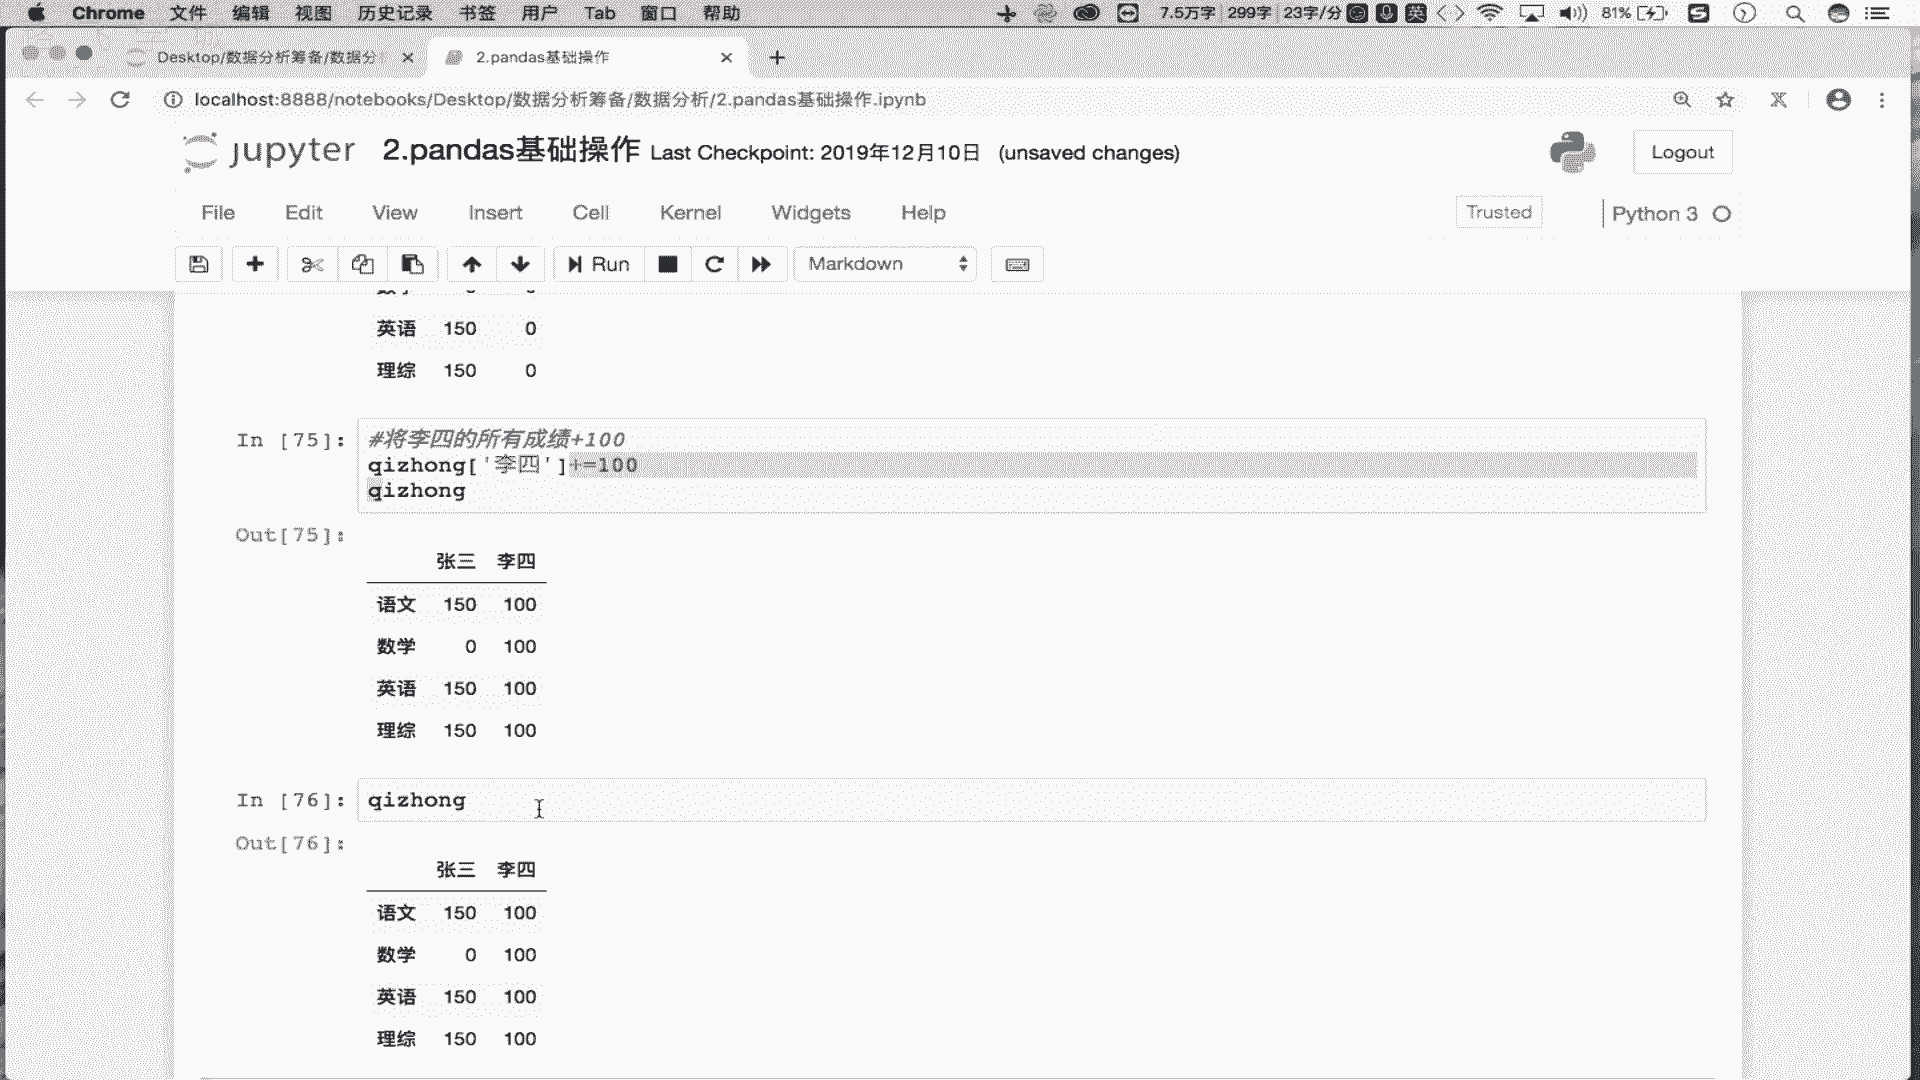 Chrome 文件 编辑 视图 历史记录 书签 用户 Tab 窗口 帮助 7.5万字 299字 23字/分 英 81%
Desktop/数据分析筹备/数据分 2.pandas基础操作
localhost:8888/notebooks/Desktop/数据分析筹备/数据分析/2.pandas基础操作.ipynb
jupyter 2.pandas基础操作 Last Checkpoint: 2019年12月10日 (unsaved changes) Logout
File Edit View Insert Cell Kernel Widgets Help Trusted Python 3
Run Markdown
英语 150 0
理综 150 0
In [75]: #将李四的所有成绩+100
qizhong['李四']+=100
qizhong
Out[75]:
张三 李四
语文 150 100
数学 0 100
英语 150 100
理综 150 100
In [76]: qizhong
Out[76]:
张三 李四
语文 150 100
数学 0 100
英语 150 100
理综 150 100